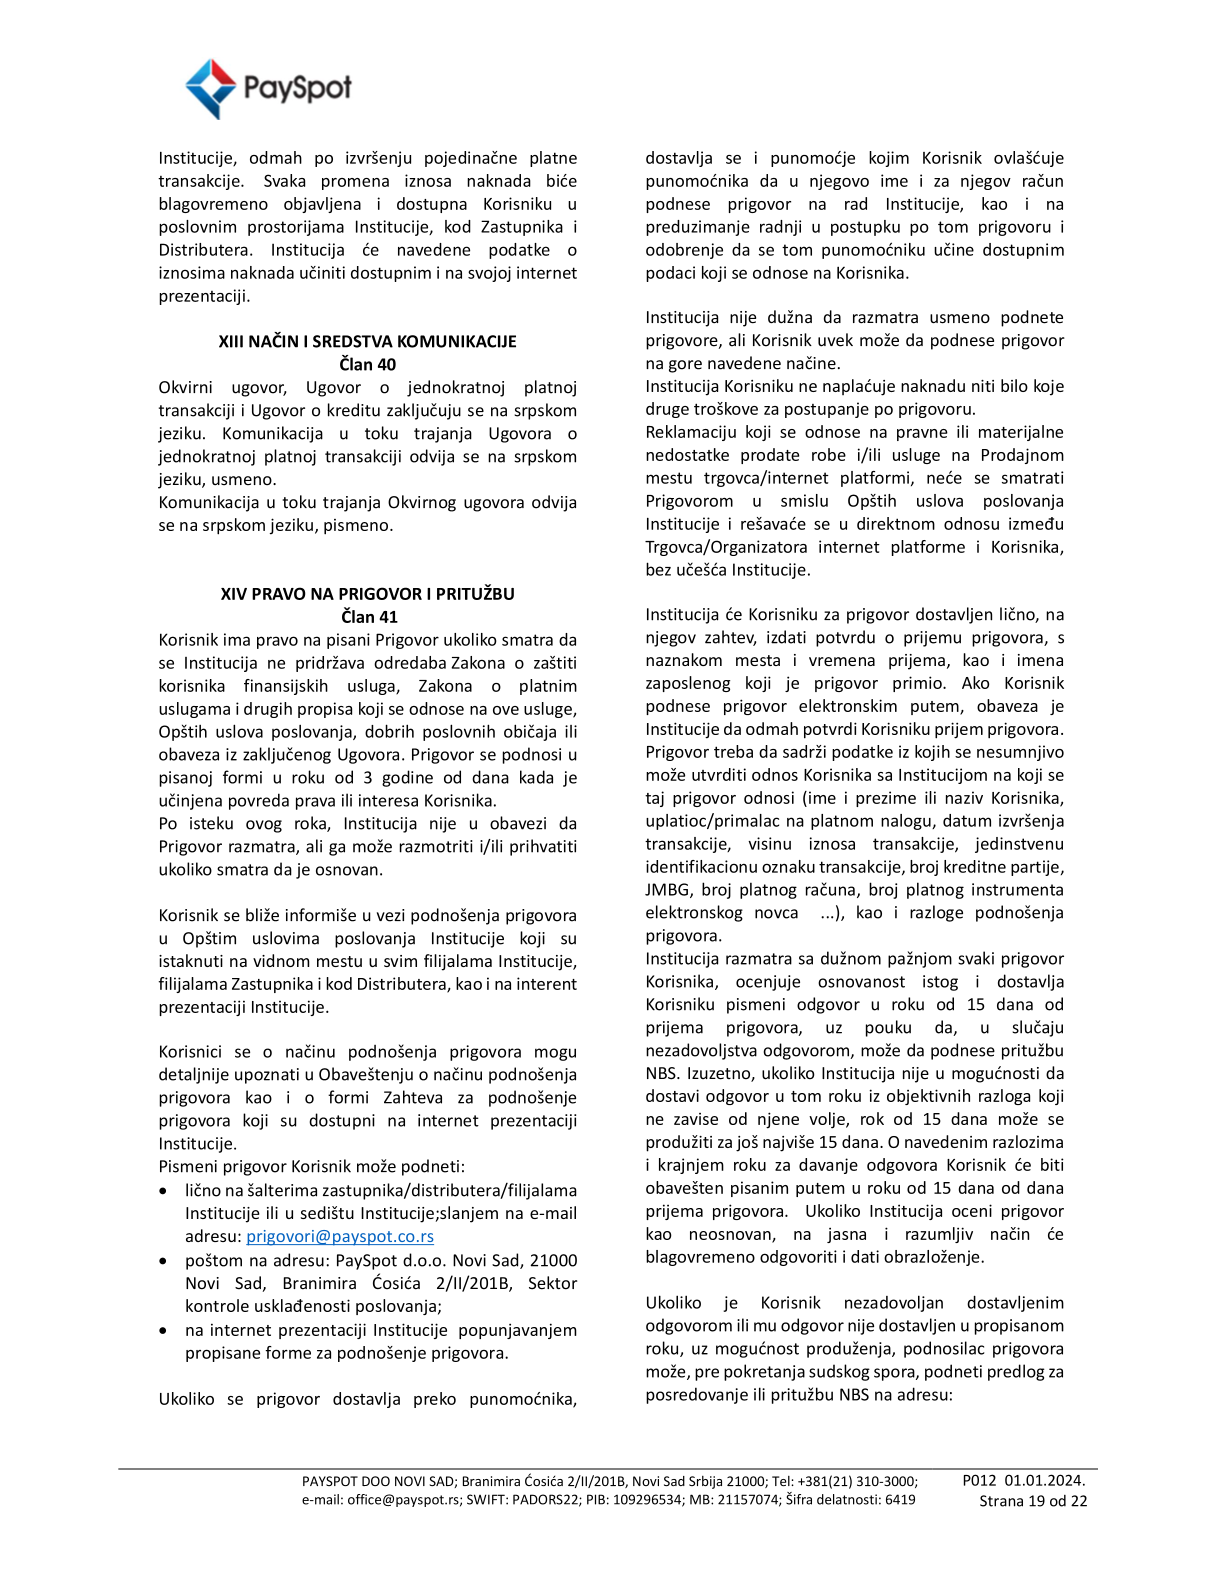 PaySpot
Institucije, odmah po izvršenju pojedinačne platne
transakcije. Svaka promena iznosa naknada biće
blagovremeno objavljena i dostupna Korisniku u
poslovnim prostorijama Institucije, kod Zastupnika i
Distributera. Institucija će navedene podatke o
iznosima naknada učiniti dostupnim i na svojoj internet
prezentaciji.
XIII NAČIN I SREDSTVA KOMUNIKACIJE
Član 40
Okvirni ugovor, Ugovor o jednokratnoj platnoj
transakciji i Ugovor o kreditu zaključuju se na srpskom
jeziku. Komunikacija u toku trajanja Ugovora o
jednokratnoj platnoj transakciji odvija se na srpskom
jeziku, usmeno.
Komunikacija u toku trajanja Okvirnog ugovora odvija
se na srpskom jeziku, pismeno.
XIV PRAVO NA PRIGOVOR I PRITUŽBU
Član 41
Korisnik ima pravo na pisani Prigovor ukoliko smatra da
se Institucija ne pridržava odredaba Zakona o zaštiti
korisnika finansijskih usluga, Zakona o platnim
uslugama i drugih propisa koji se odnose na ove usluge,
Opštih uslova poslovanja, dobrih poslovnih običaja ili
obaveza iz zaključenog Ugovora. Prigovor se podnosi u
pisanoj formi u roku od 3 godine od dana kada je
učinjena povreda prava ili interesa Korisnika.
Po isteku ovog roka, Institucija nije u obavezi da
Prigovor razmatra, ali ga može razmotriti i/ili prihvatiti
ukoliko smatra da je osnovan.
Korisnik se bliže informiše u vezi podnošenja prigovora
u Opštim uslovima poslovanja Institucije koji su
istaknuti na vidnom mestu u svim filijalama Institucije,
filijalama Zastupnika i kod Distributera, kao i na interent
prezentaciji Institucije.
Korisnici se o načinu podnošenja prigovora mogu
detaljnije upoznati u Obaveštenju o načinu podnošenja
prigovora kao i o formi Zahteva za podnošenje
prigovora koji su dostupni na internet prezentaciji
Institucije.
Pismeni prigovor Korisnik može podneti:
• lično na šalterima zastupnika/distributera/filijalama
Institucije ili u sedištu Institucije;slanjem na e-mail
adresu: prigovori@payspot.co.rs
• poštom na adresu: PaySpot d.o.o. Novi Sad, 21000
Novi Sad, Branimira Ćosića 2/II/201B, Sektor
kontrole usklađenosti poslovanja;
• na internet prezentaciji Institucije popunjavanjem
propisane forme za podnošenje prigovora.
Ukoliko se prigovor dostavlja preko punomoćnika,
dostavlja se i punomoćje kojim Korisnik ovlašćuje
punomoćnika da u njegovo ime i za njegov račun
podnese prigovor na rad Institucije, kao i na
preduzimanje radnji u postupku po tom prigovoru i
odobrenje da se tom punomoćniku učine dostupnim
podaci koji se odnose na Korisnika.
Institucija nije dužna da razmatra usmeno podnete
prigovore, ali Korisnik uvek može da podnese prigovor
na gore navedene načine.
Institucija Korisniku ne naplaćuje naknadu niti bilo koje
druge troškove za postupanje po prigovoru.
Reklamaciju koji se odnose na pravne ili materijalne
nedostatke prodate robe i/ili usluge na Prodajnom
mestu trgovca/internet platformi, neće se smatrati
Prigovorom u smislu Opštih uslova poslovanja
Institucije i rešavaće se u direktnom odnosu između
Trgovca/Organizatora internet platforme i Korisnika,
bez učešća Institucije.
Institucija će Korisniku za prigovor dostavljen lično, na
njegov zahtev, izdati potvrdu o prijemu prigovora, s
naznakom mesta i vremena prijema, kao i imena
zaposlenog koji je prigovor primio. Ako Korisnik
podnese prigovor elektronskim putem, obaveza je
Institucije da odmah potvrdi Korisniku prijem prigovora.
Prigovor treba da sadrži podatke iz kojih se nesumnjivo
može utvrditi odnos Korisnika sa Institucijom na koji se
taj prigovor odnosi (ime i prezime ili naziv Korisnika,
uplatioc/primalac na platnom nalogu, datum izvršenja
transakcije, visinu iznosa transakcije, jedinstvenu
identifikacionu oznaku transakcije, broj kreditne partije,
JMBG, broj platnog računa, broj platnog instrumenta
elektronskog novca ...), kao i razloge podnošenja
prigovora.
Institucija razmatra sa dužnom pažnjom svaki prigovor
Korisnika, ocenjuje osnovanost istog i dostavlja
Korisniku pismeni odgovor u roku od 15 dana od
prijema prigovora, uz pouku da, u slučaju
nezadovoljstva odgovorom, može da podnese pritužbu
NBS. Izuzetno, ukoliko Institucija nije u mogućnosti da
dostavi odgovor u tom roku iz objektivnih razloga koji
ne zavise od njene volje, rok od 15 dana može se
produžiti za još najviše 15 dana. O navedenim razlozima
i krajnjem roku za davanje odgovora Korisnik će biti
obavešten pisanim putem u roku od 15 dana od dana
prijema prigovora. Ukoliko Institucija oceni prigovor
kao neosnovan, na jasna i razumljiv način će
blagovremeno odgovoriti i dati obrazloženje.
Ukoliko je Korisnik nezadovoljan dostavljenim
odgovorom ili mu odgovor nije dostavljen u propisanom
roku, uz mogućnost produženja, podnosilac prigovora
može, pre pokretanja sudskog spora, podneti predlog za
posredovanje ili pritužbu NBS na adresu:
PAYSPOT DOO NOVI SAD; Branimira Ćosića 2/II/201B, Novi Sad Srbija 21000; Tel: +381(21) 310-3000;
e-mail: office@payspot.rs; SWIFT: PADORS22; PIB: 109296534; MB: 21157074; Šifra delatnosti: 6419
P012 01.01.2024.
Strana 19 od 22